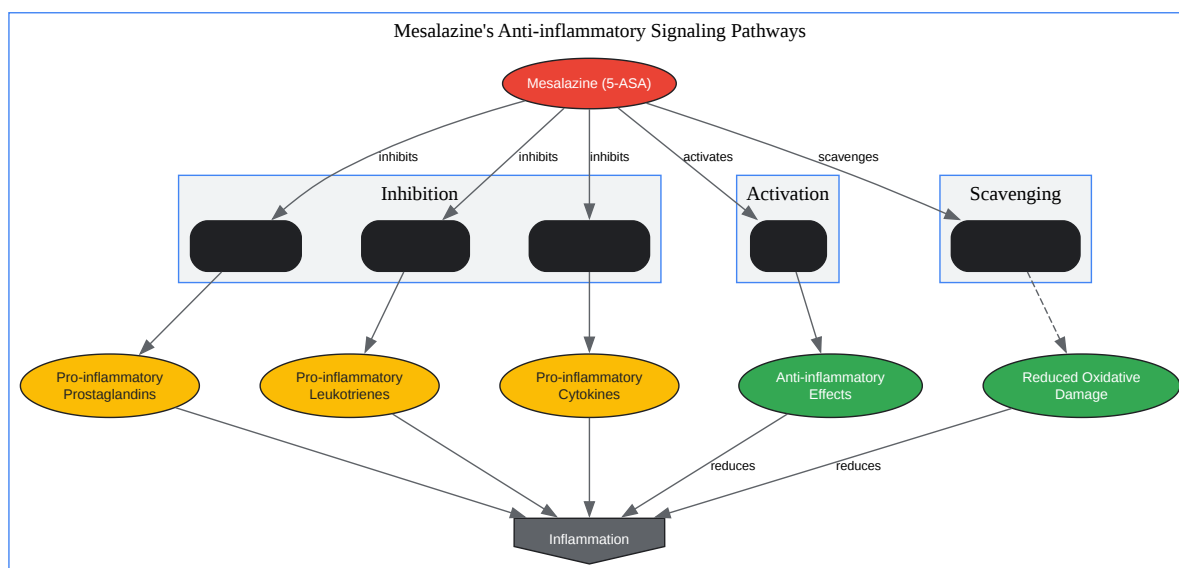 Mesalazine's Anti-inflammatory Signaling Pathways
Mesalazine (5-ASA)
inhibits
inhibits
inhibits
activates
scavenges
Inhibition
Activation
Scavenging
Pro-inflammatory
Prostaglandins
Pro-inflammatory
Leukotrienes
Pro-inflammatory
Cytokines
Anti-inflammatory
Effects
Reduced Oxidative
Damage
reduces
reduces
Inflammation